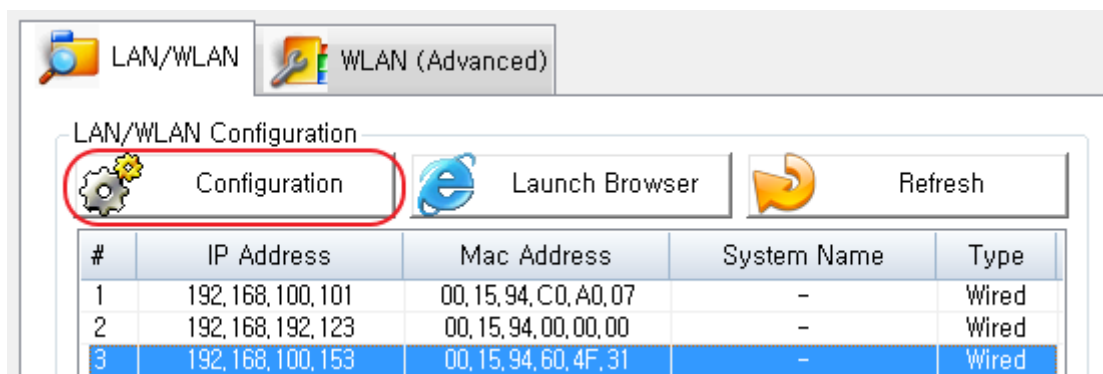 LAN/WLAN WLAN (Advanced)
LAN/WLAN Configuration
Configuration Launch Browser Refresh
# IP Address Mac Address System Name Type
1 192,168,100,101 00,15,94,C0,A0,07 - Wired
2 192,168,192,123 00,15,94,00,00,00 - Wired
3 192,168,100,153 00,15,94,60,4F,31 - Wired